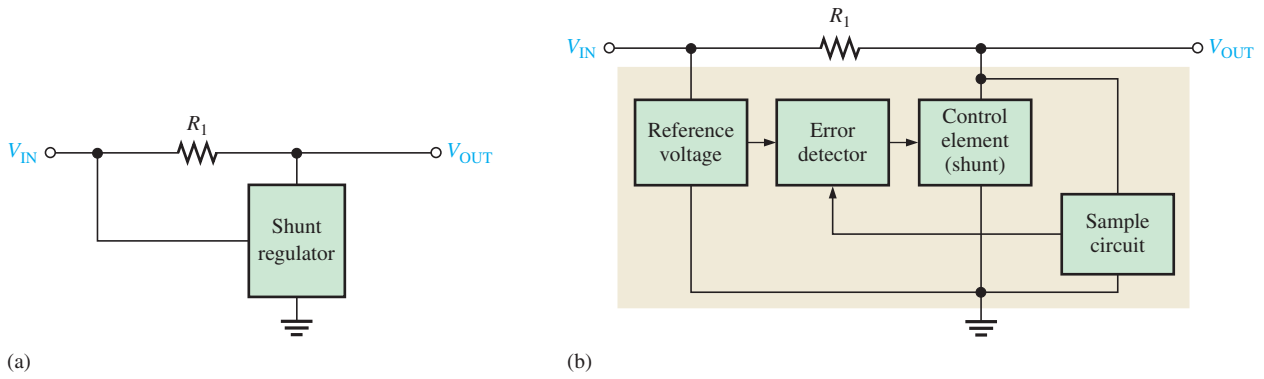 R1
VIN
VOUT
Shunt
regulator
(a)
R1
VIN
VOUT
Reference
voltage
Error
detector
Control
element
(shunt)
Sample
circuit
(b)